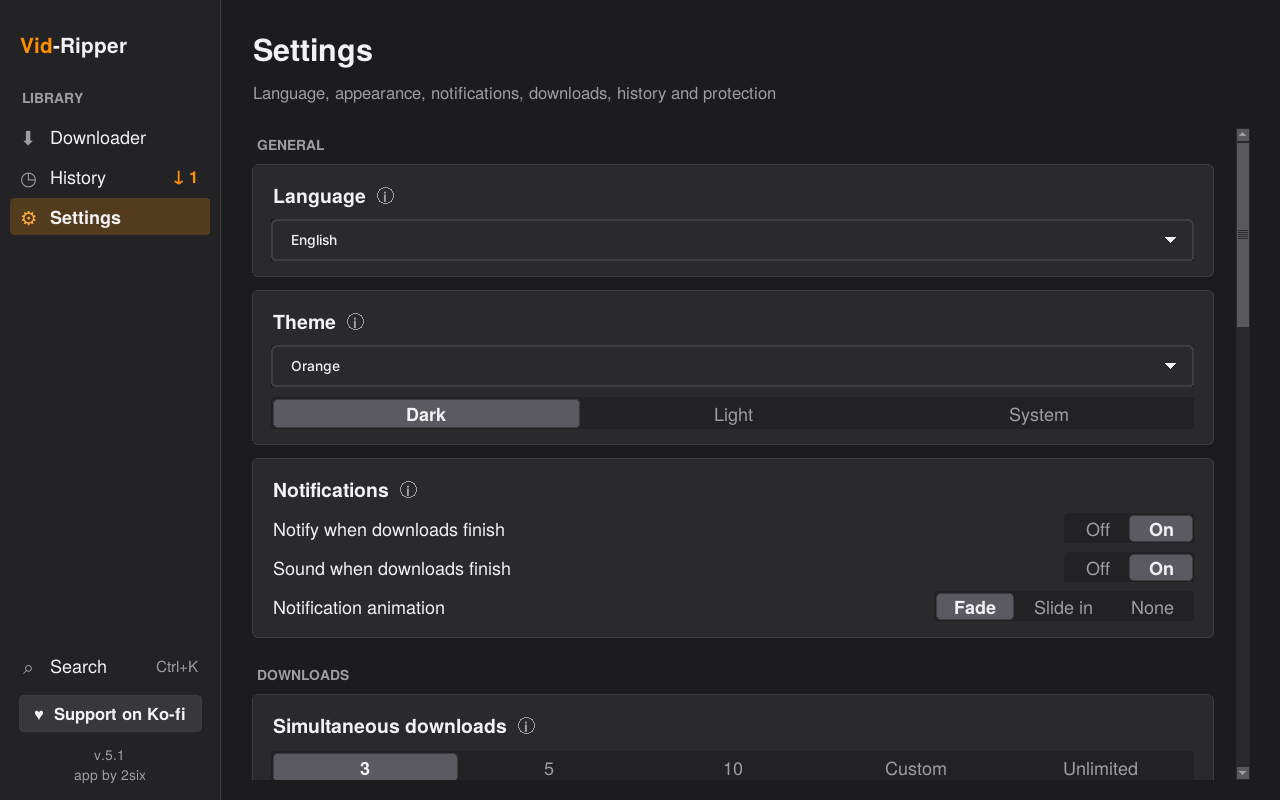 Vid-Ripper
LIBRARY
Downloader
History ↓ 1
Settings
Search Ctrl+K
♥ Support on Ko-fi
v.5.1
app by 2six
Settings
Language, appearance, notifications, downloads, history and protection
GENERAL
Language ⓘ
English
Theme ⓘ
Orange
Dark Light System
Notifications ⓘ
Notify when downloads finish Off On
Sound when downloads finish Off On
Notification animation Fade Slide in None
DOWNLOADS
Simultaneous downloads ⓘ
3 5 10 Custom Unlimited